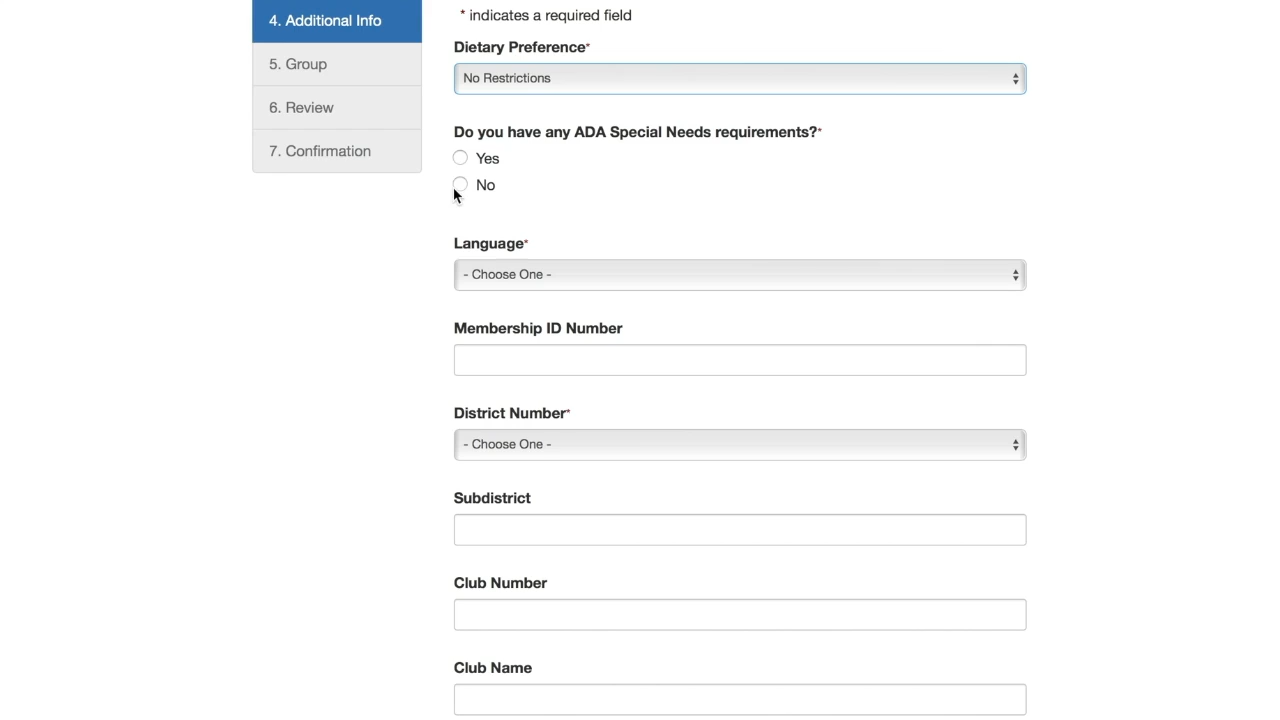 4. Additional Info
5. Group
6. Review
7. Confirmation
* indicates a required field
Dietary Preference*
No Restrictions
Do you have any ADA Special Needs requirements?*
Yes
No
Language*
- Choose One -
Membership ID Number
District Number*
- Choose One -
Subdistrict
Club Number
Club Name